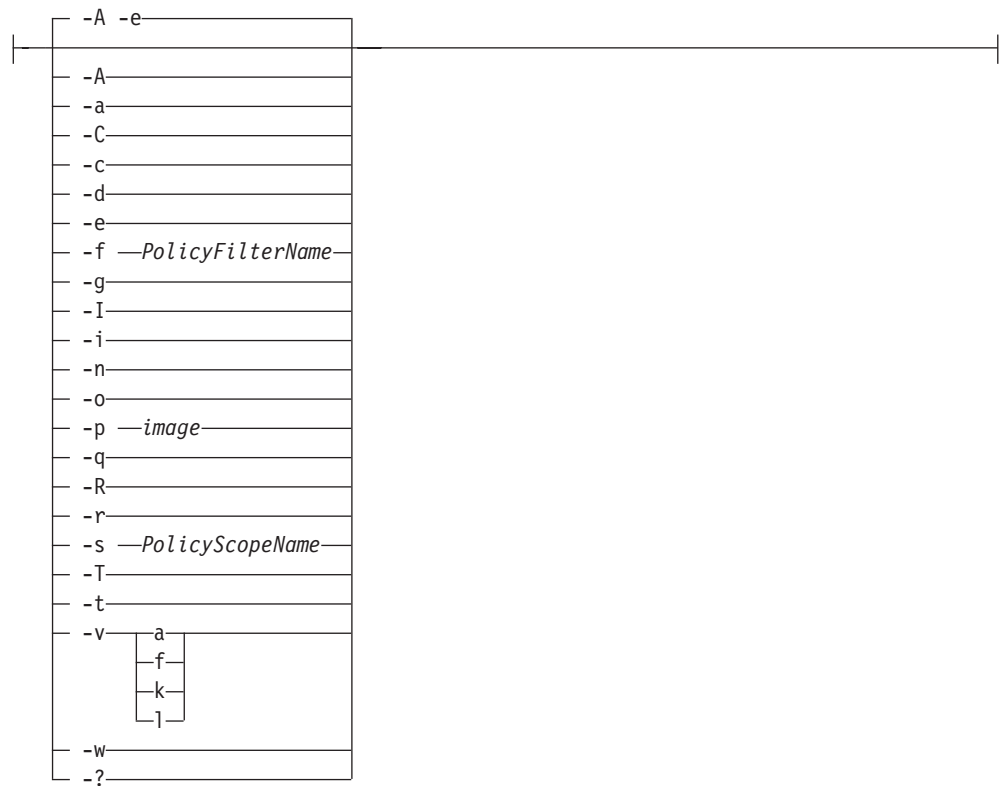 -A -e
-A
-a
-C
-c
-d
-e
-f PolicyFilterName
-g
-I
-i
-n
-o
-p image
-q
-R
-r
-s PolicyScopeName
-T
-t
-v a
f
k
l
-w
-?